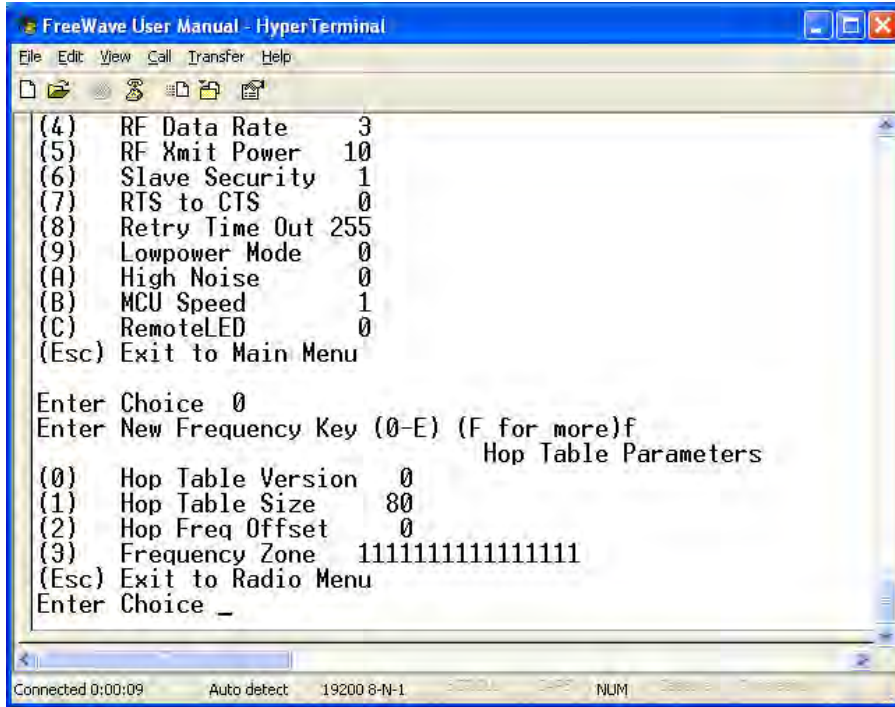 FreeWave User Manual - HyperTerminal
File Edit View Call Transfer Help
(4) RF Data Rate 3
(5) RF Xmit Power 10
(6) Slave Security 1
(7) RTS to CTS 0
(8) Retry Time Out 255
(9) Lowpower Mode 0
(A) High Noise 0
(B) MCU Speed 1
(C) RemoteLED 0
(Esc) Exit to Main Menu
Enter Choice 0
Enter New Frequency Key (0-E) (F for more)f
Hop Table Parameters
(0) Hop Table Version 0
(1) Hop Table Size 80
(2) Hop Freq Offset 0
(3) Frequency Zone 1111111111111111
(Esc) Exit to Radio Menu
Enter Choice _
Connected 0:00:09 Auto detect 19200 8-N-1 NUM